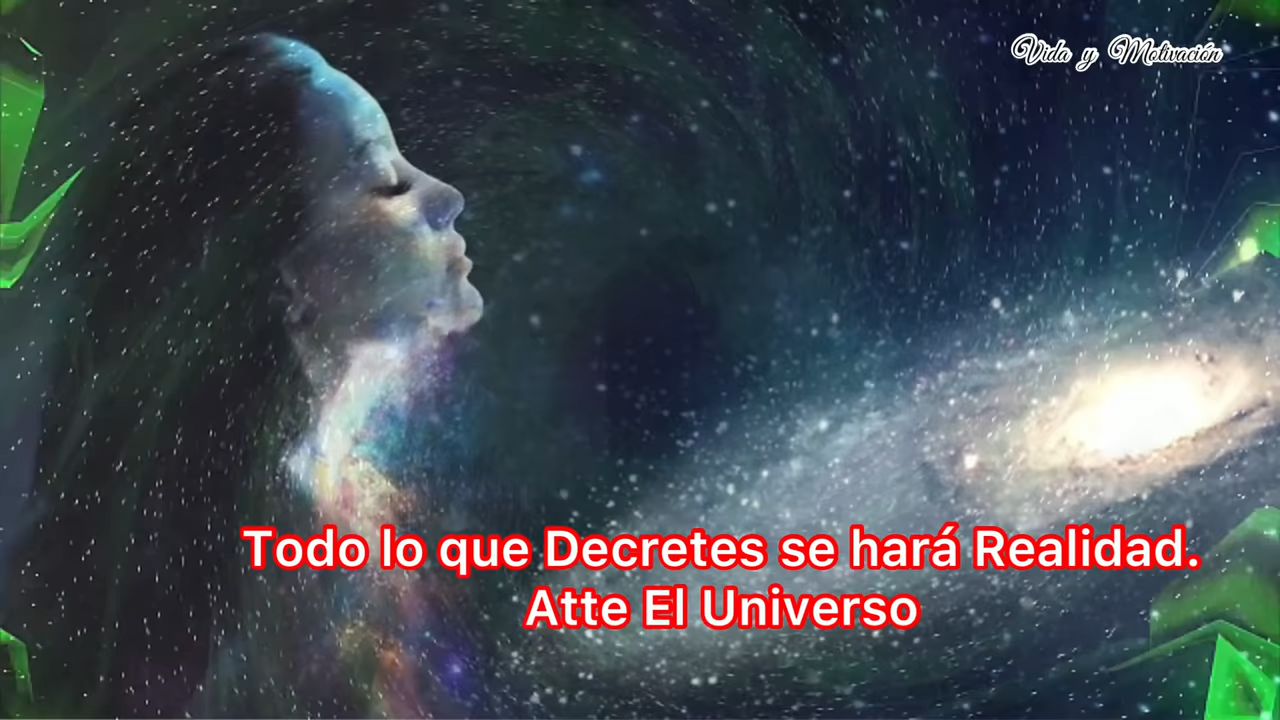 Vida y Motivación
Todo lo que Decretes se hará Realidad.
Atte El Universo